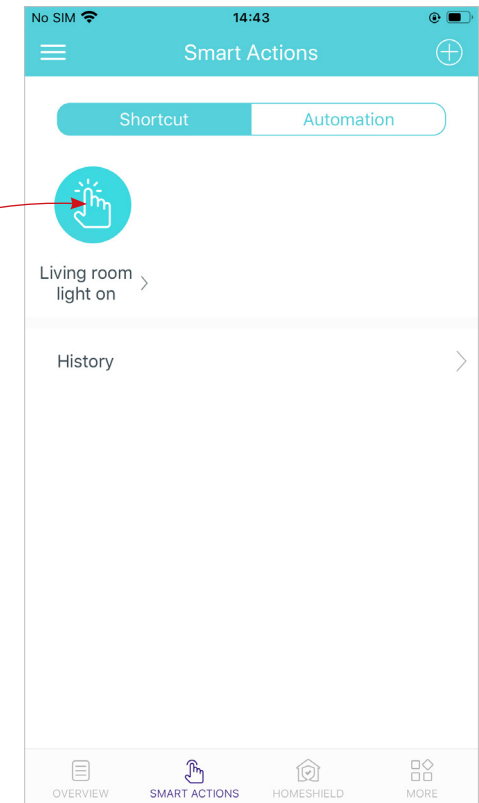 No SIM 14:43
Smart Actions
Shortcut Automation
Living room
light on
History
OVERVIEW SMART ACTIONS HOMESHIELD MORE